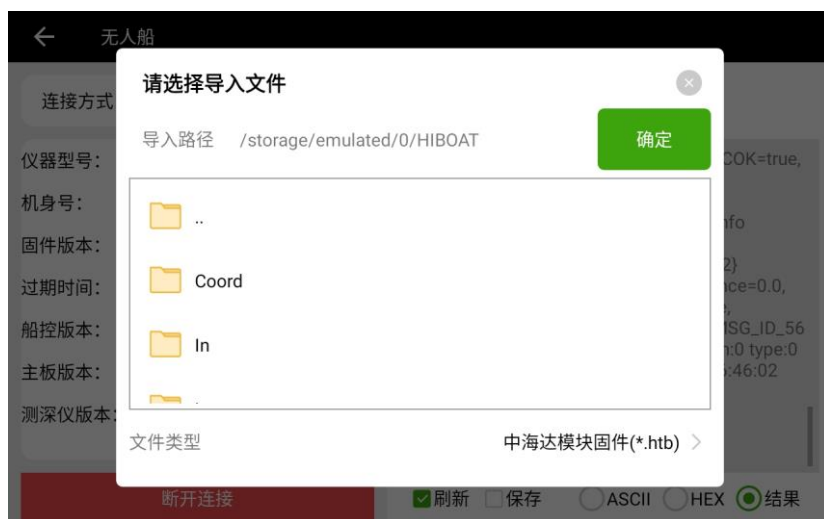 无人船
请选择导入文件
连接方式
导入路径 /storage/emulated/0/HIBOAT 确定
仪器型号: COK=true,
机身号:
..
nfo
固件版本:
2}
过期时间: Coord nce=0.0,
船控版本: MSG_ID_56
In n:0 type:0
主板版本: 5:46:02
测深仪版本:
文件类型 中海达模块固件(*.htb)
断开连接 刷新 保存 ASCII HEX 结果